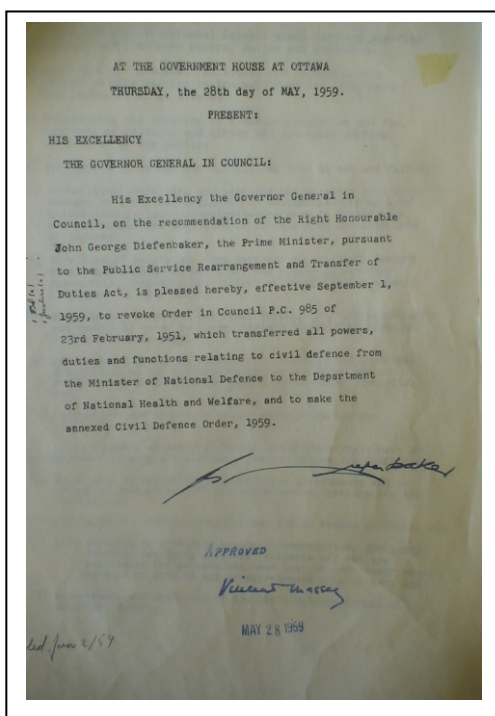 AT THE GOVERNMENT HOUSE AT OTTAWA
THURSDAY, the 28th day of MAY, 1959.
PRESENT:
HIS EXCELLENCY
THE GOVERNOR GENERAL IN COUNCIL:
His Excellency the Governor General in
Council, on the recommendation of the Right Honourable
John George Diefenbaker, the Prime Minister, pursuant
to the Public Service Rearrangement and Transfer of
Duties Act, is pleased hereby, effective September 1,
1959, to revoke Order in Council P.C. 985 of
23rd February, 1951, which transferred all powers,
duties and functions relating to civil defence from
the Minister of National Defence to the Department
of National Health and Welfare, and to make the
annexed Civil Defence Order, 1959.
Diefenbaker
APPROVED
Vincent Massey
MAY 28 1959
June 2/59